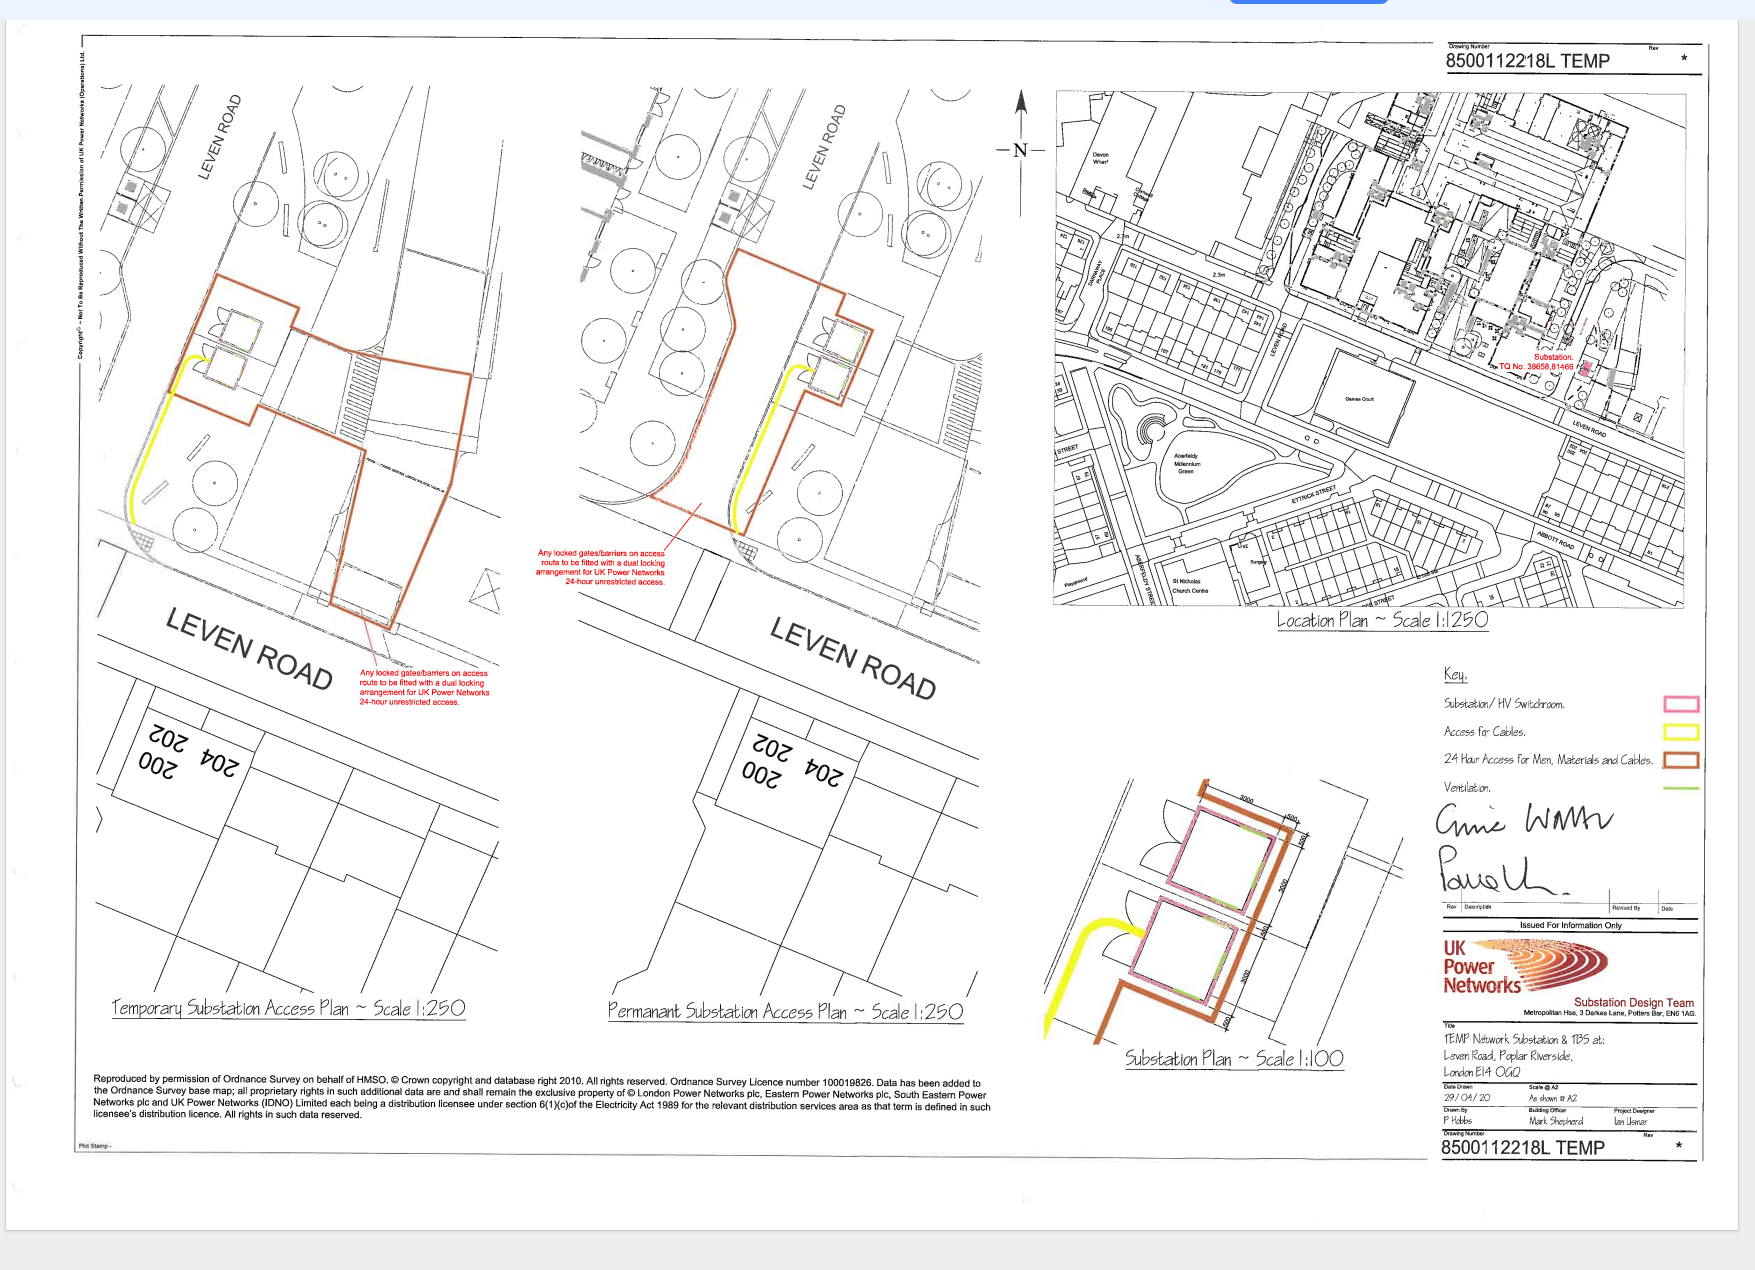 Drawing Number
Rev
8500112218L TEMP
*
Copyright © ~ Not To Be Reproduced Without The Written Permission of UK Power Networks (Operations) Ltd.
LEVEN ROAD
LEVEN ROAD
N
Devon
Wharf
2.3m
LEVEN ROAD
Substation.
TQ No. 38658,81466
Games Court
LEVEN ROAD
STREET
Aberfeldy
Millennium
Green
ETTRICK STREET
ABBOTT ROAD
ABERFELDY STREET
Surgery
Playground
St Nicholas
Church Centre
STREET
Location Plan ~ Scale 1:1250
Any locked gates/barriers on access
route to be fitted with a dual locking
arrangement for UK Power Networks
24-hour unrestricted access.
LEVEN ROAD
Any locked gates/barriers on access
route to be fitted with a dual locking
arrangement for UK Power Networks
24-hour unrestricted access.
LEVEN ROAD
202
200
204
202
200
204
Temporary Substation Access Plan ~ Scale 1:250
Permanant Substation Access Plan ~ Scale 1:250
3000
500
500
3000
500
3000
500
Substation Plan ~ Scale 1:100
Key.
Substation/ HV Switchroom.
Access for Cables.
24 Hour Access for Men, Materials and Cables.
Ventilation.
Rev
Description
Revised By
Date
Issued For Information Only
UK
Power
Networks
Substation Design Team
Metropolitan Hse, 3 Darkes Lane, Potters Bar, EN6 1AG.
Title
TEMP Network Substation & TBS at:
Leven Road, Poplar Riverside,
London E14 0GQ
Date Drawn
Scale @ A2
29/04/20
As shown @ A2
Drawn By
Building Officer
Project Designer
P Hobbs
Mark Shepherd
Ian Usmar
Drawing Number
Rev
8500112218L TEMP
*
Reproduced by permission of Ordnance Survey on behalf of HMSO. © Crown copyright and database right 2010. All rights reserved. Ordnance Survey Licence number 100019826. Data has been added to
the Ordnance Survey base map; all proprietary rights in such additional data are and shall remain the exclusive property of © London Power Networks plc, Eastern Power Networks plc, South Eastern Power
Networks plc and UK Power Networks (IDNO) Limited each being a distribution licensee under section 6(1)(c)of the Electricity Act 1989 for the relevant distribution services area as that term is defined in such
licensee's distribution licence. All rights in such data reserved.
Plot Stamp -